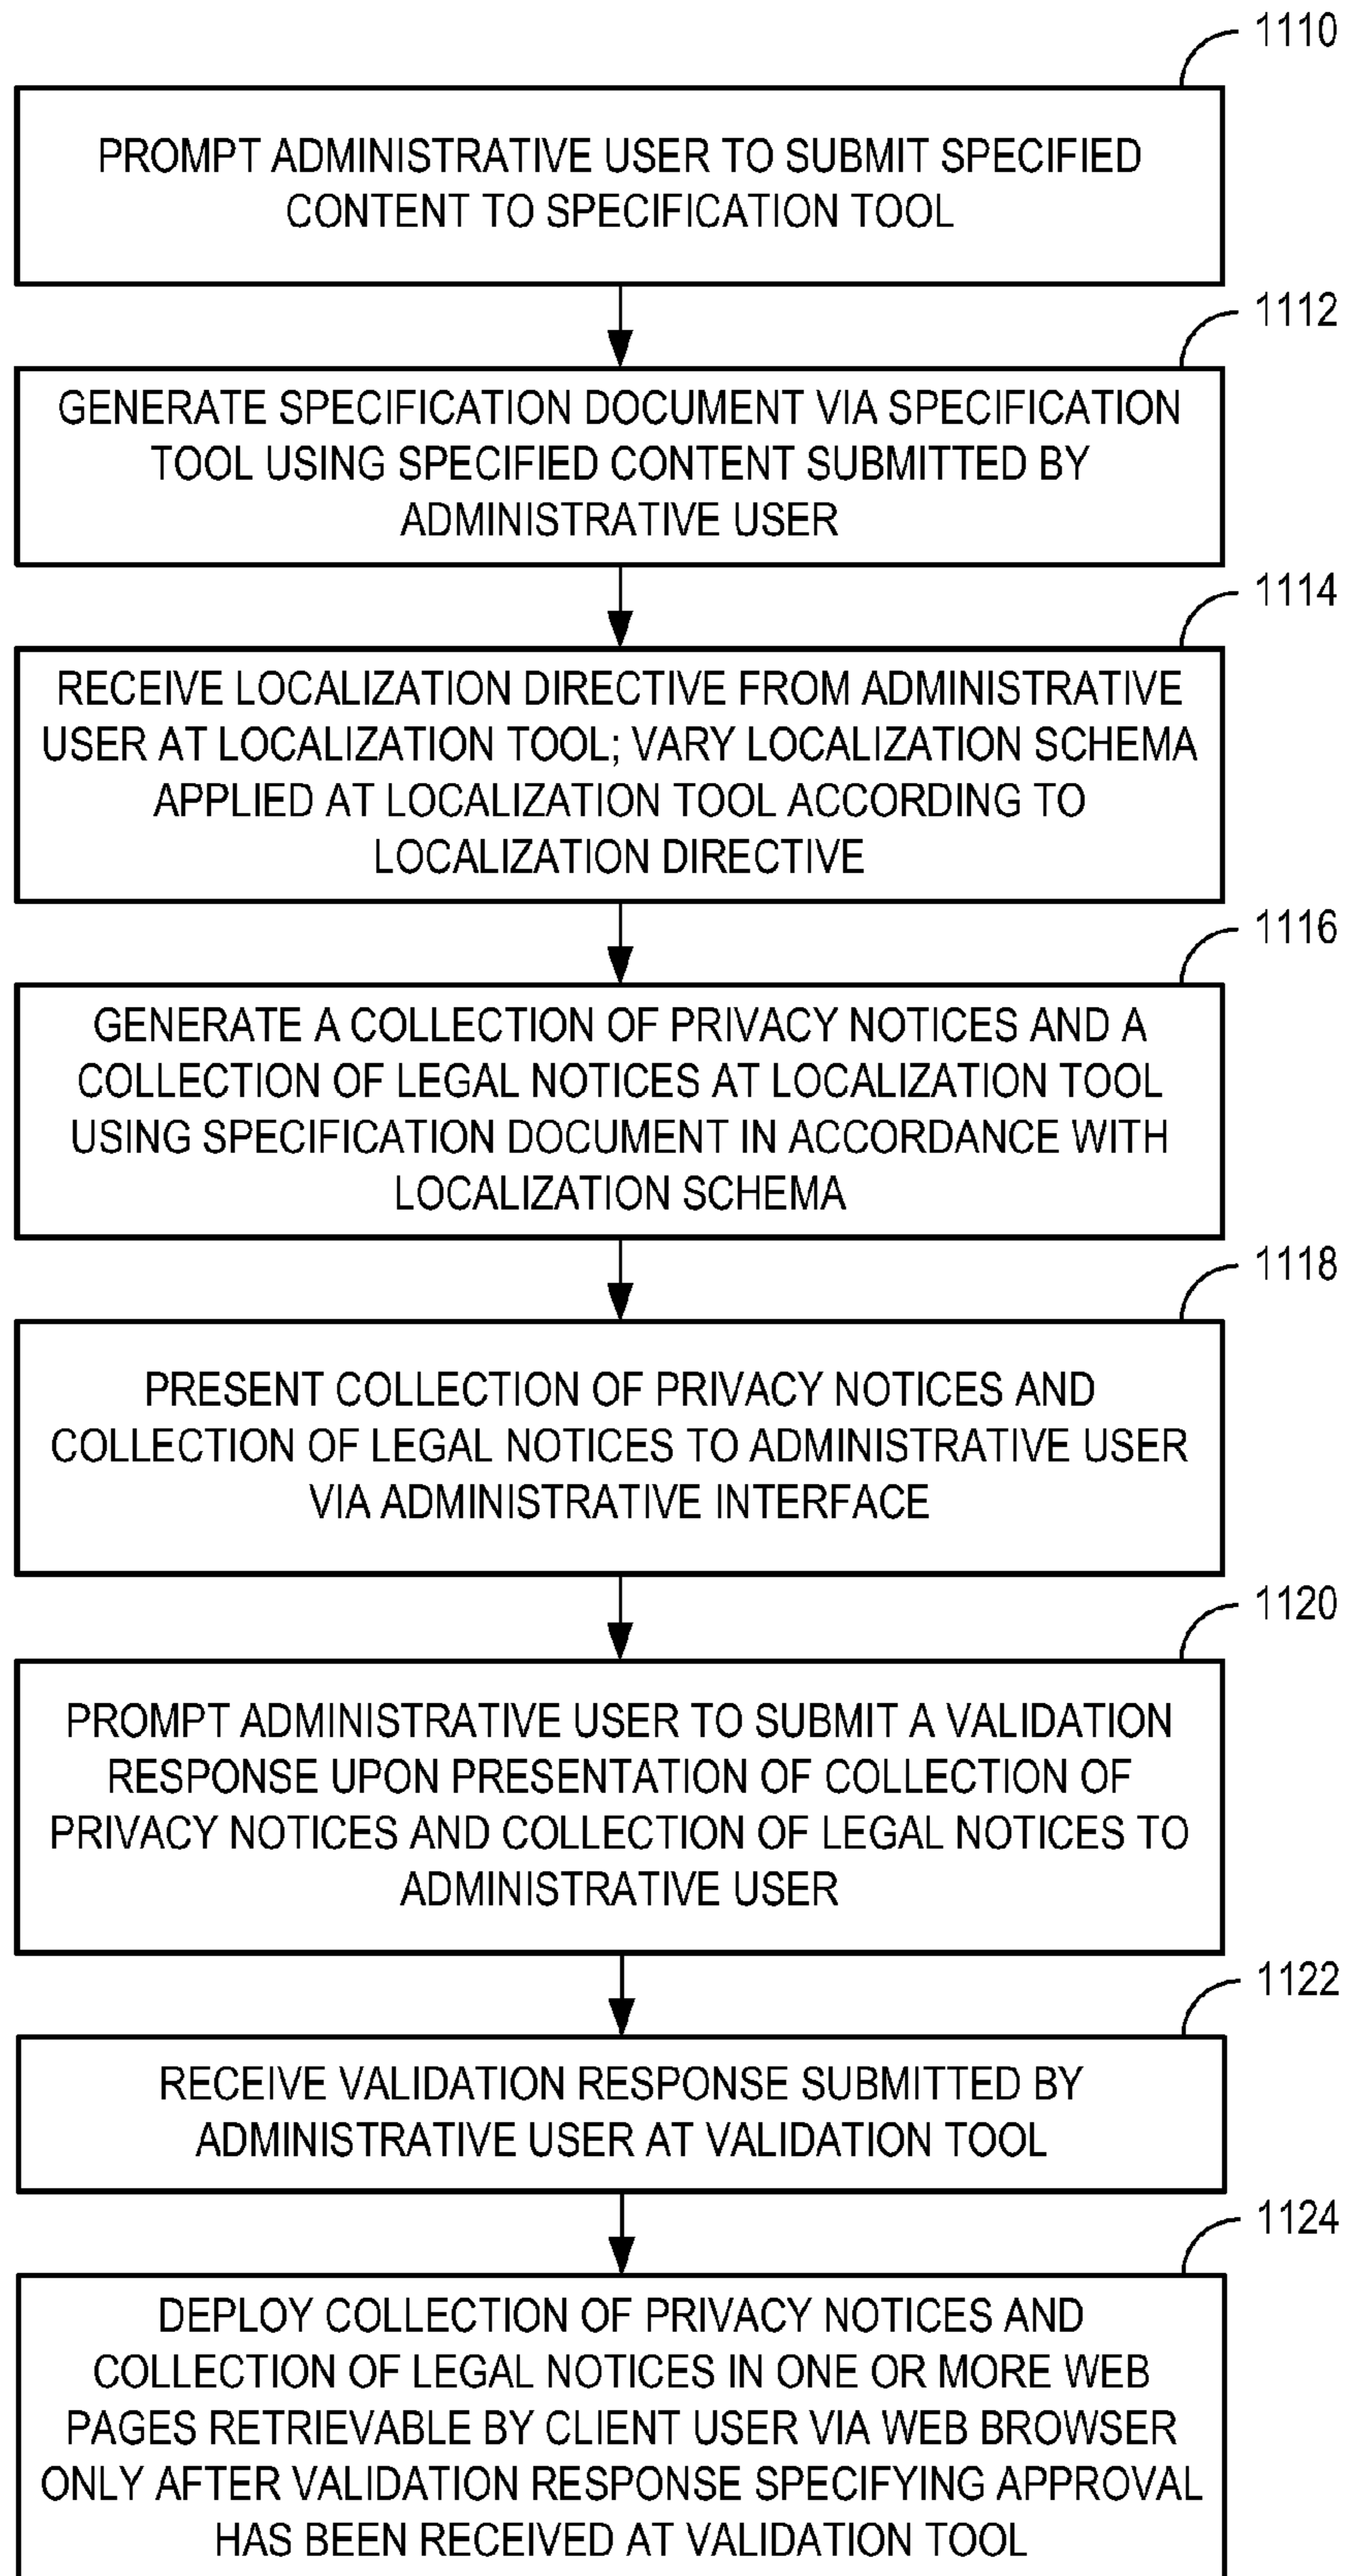 1110
PROMPT ADMINISTRATIVE USER TO SUBMIT SPECIFIED
CONTENT TO SPECIFICATION TOOL
1112
GENERATE SPECIFICATION DOCUMENT VIA SPECIFICATION
TOOL USING SPECIFIED CONTENT SUBMITTED BY
ADMINISTRATIVE USER
1114
RECEIVE LOCALIZATION DIRECTIVE FROM ADMINISTRATIVE
USER AT LOCALIZATION TOOL; VARY LOCALIZATION SCHEMA
APPLIED AT LOCALIZATION TOOL ACCORDING TO
LOCALIZATION DIRECTIVE
1116
GENERATE A COLLECTION OF PRIVACY NOTICES AND A
COLLECTION OF LEGAL NOTICES AT LOCALIZATION TOOL
USING SPECIFICATION DOCUMENT IN ACCORDANCE WITH
LOCALIZATION SCHEMA
1118
PRESENT COLLECTION OF PRIVACY NOTICES AND
COLLECTION OF LEGAL NOTICES TO ADMINISTRATIVE USER
VIA ADMINISTRATIVE INTERFACE
1120
PROMPT ADMINISTRATIVE USER TO SUBMIT A VALIDATION
RESPONSE UPON PRESENTATION OF COLLECTION OF
PRIVACY NOTICES AND COLLECTION OF LEGAL NOTICES TO
ADMINISTRATIVE USER
1122
RECEIVE VALIDATION RESPONSE SUBMITTED BY
ADMINISTRATIVE USER AT VALIDATION TOOL
1124
DEPLOY COLLECTION OF PRIVACY NOTICES AND
COLLECTION OF LEGAL NOTICES IN ONE OR MORE WEB
PAGES RETRIEVABLE BY CLIENT USER VIA WEB BROWSER
ONLY AFTER VALIDATION RESPONSE SPECIFYING APPROVAL
HAS BEEN RECEIVED AT VALIDATION TOOL